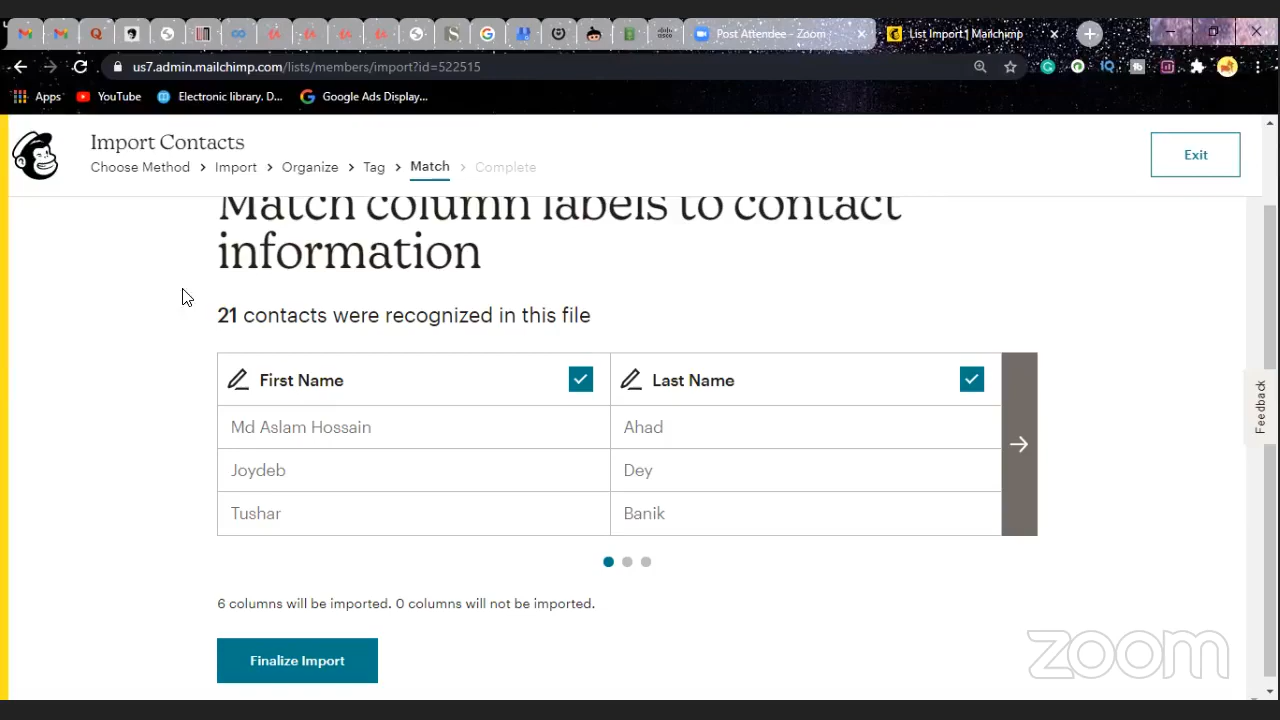 Post Attendee - Zoom
List Import | Mailchimp
us7.admin.mailchimp.com/lists/members/import?id=522515
Apps
YouTube
Electronic library. D...
Google Ads Display...
Import Contacts
Choose Method > Import > Organize > Tag > Match > Complete
Exit
Match column labels to contact
information
21 contacts were recognized in this file
First Name
Last Name
Md Aslam Hossain
Ahad
Joydeb
Dey
Tushar
Banik
Feedback
6 columns will be imported. 0 columns will not be imported.
Finalize Import
zoom